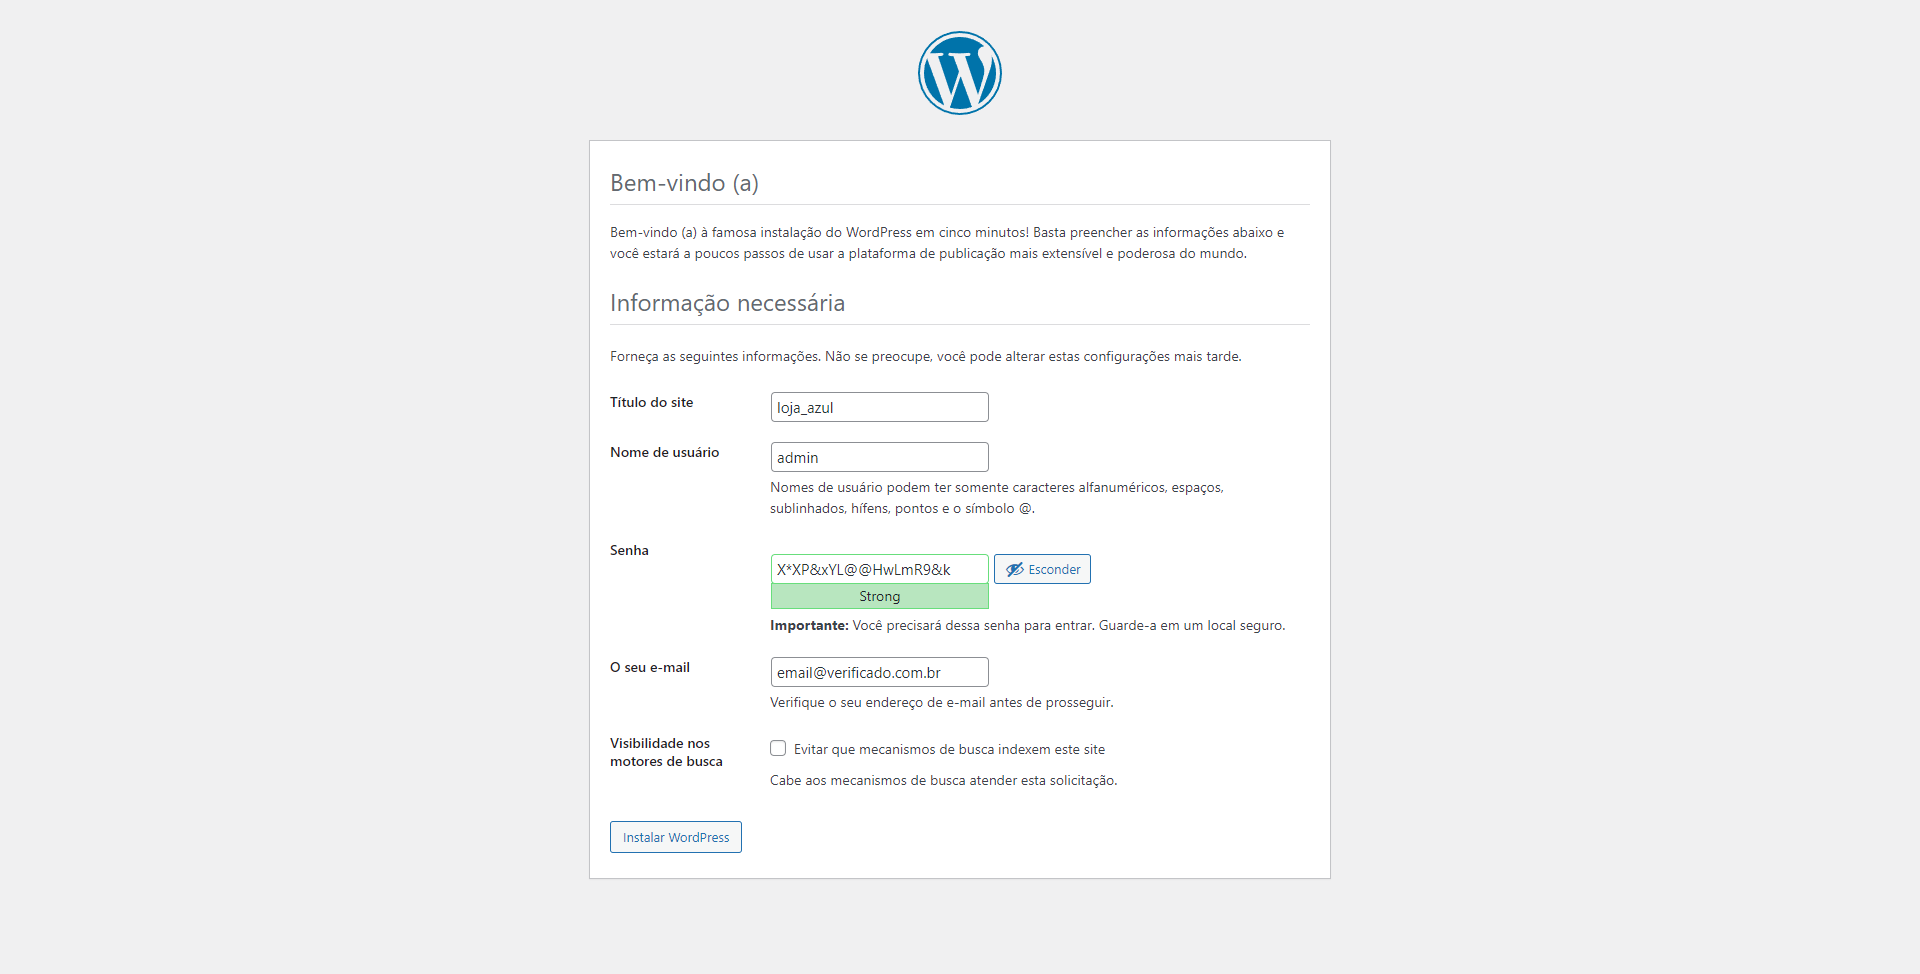 Bem-vindo (a)
Bem-vindo (a) à famosa instalação do WordPress em cinco minutos! Basta preencher as informações abaixo e
você estará a poucos passos de usar a plataforma de publicação mais extensível e poderosa do mundo.
Informação necessária
Forneça as seguintes informações. Não se preocupe, você pode alterar estas configurações mais tarde.
Título do site
loja_azul
Nome de usuário
admin
Nomes de usuário podem ter somente caracteres alfanuméricos, espaços,
sublinhados, hífens, pontos e o símbolo @.
Senha
X*XP&xYL@@HwLmR9&k
Esconder
Strong
Importante: Você precisará dessa senha para entrar. Guarde-a em um local seguro.
O seu e-mail
email@verificado.com.br
Verifique o seu endereço de e-mail antes de prosseguir.
Visibilidade nos
motores de busca
Evitar que mecanismos de busca indexem este site
Cabe aos mecanismos de busca atender esta solicitação.
Instalar WordPress